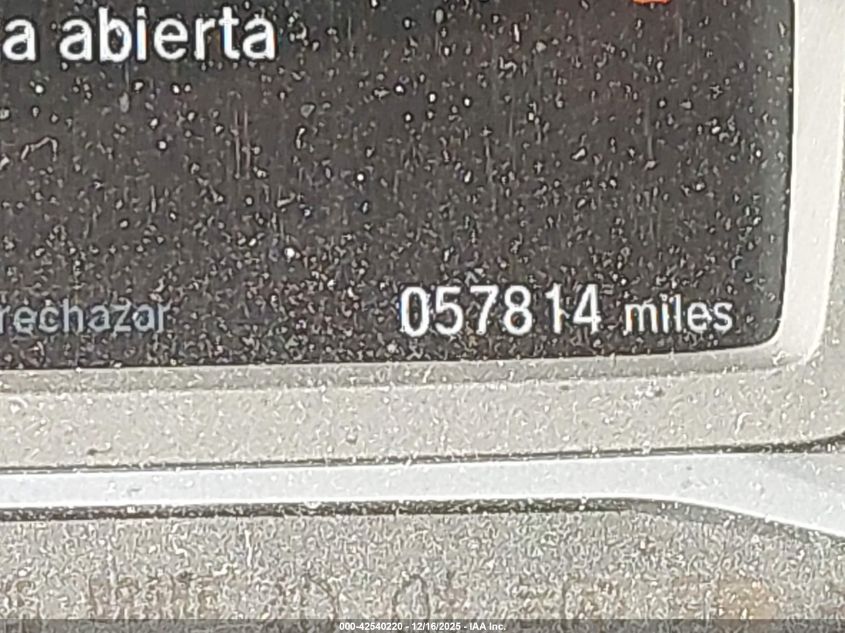 a abierta
rechazar 057814 miles
000-42540220 - 12/16/2025 - IAA Inc.